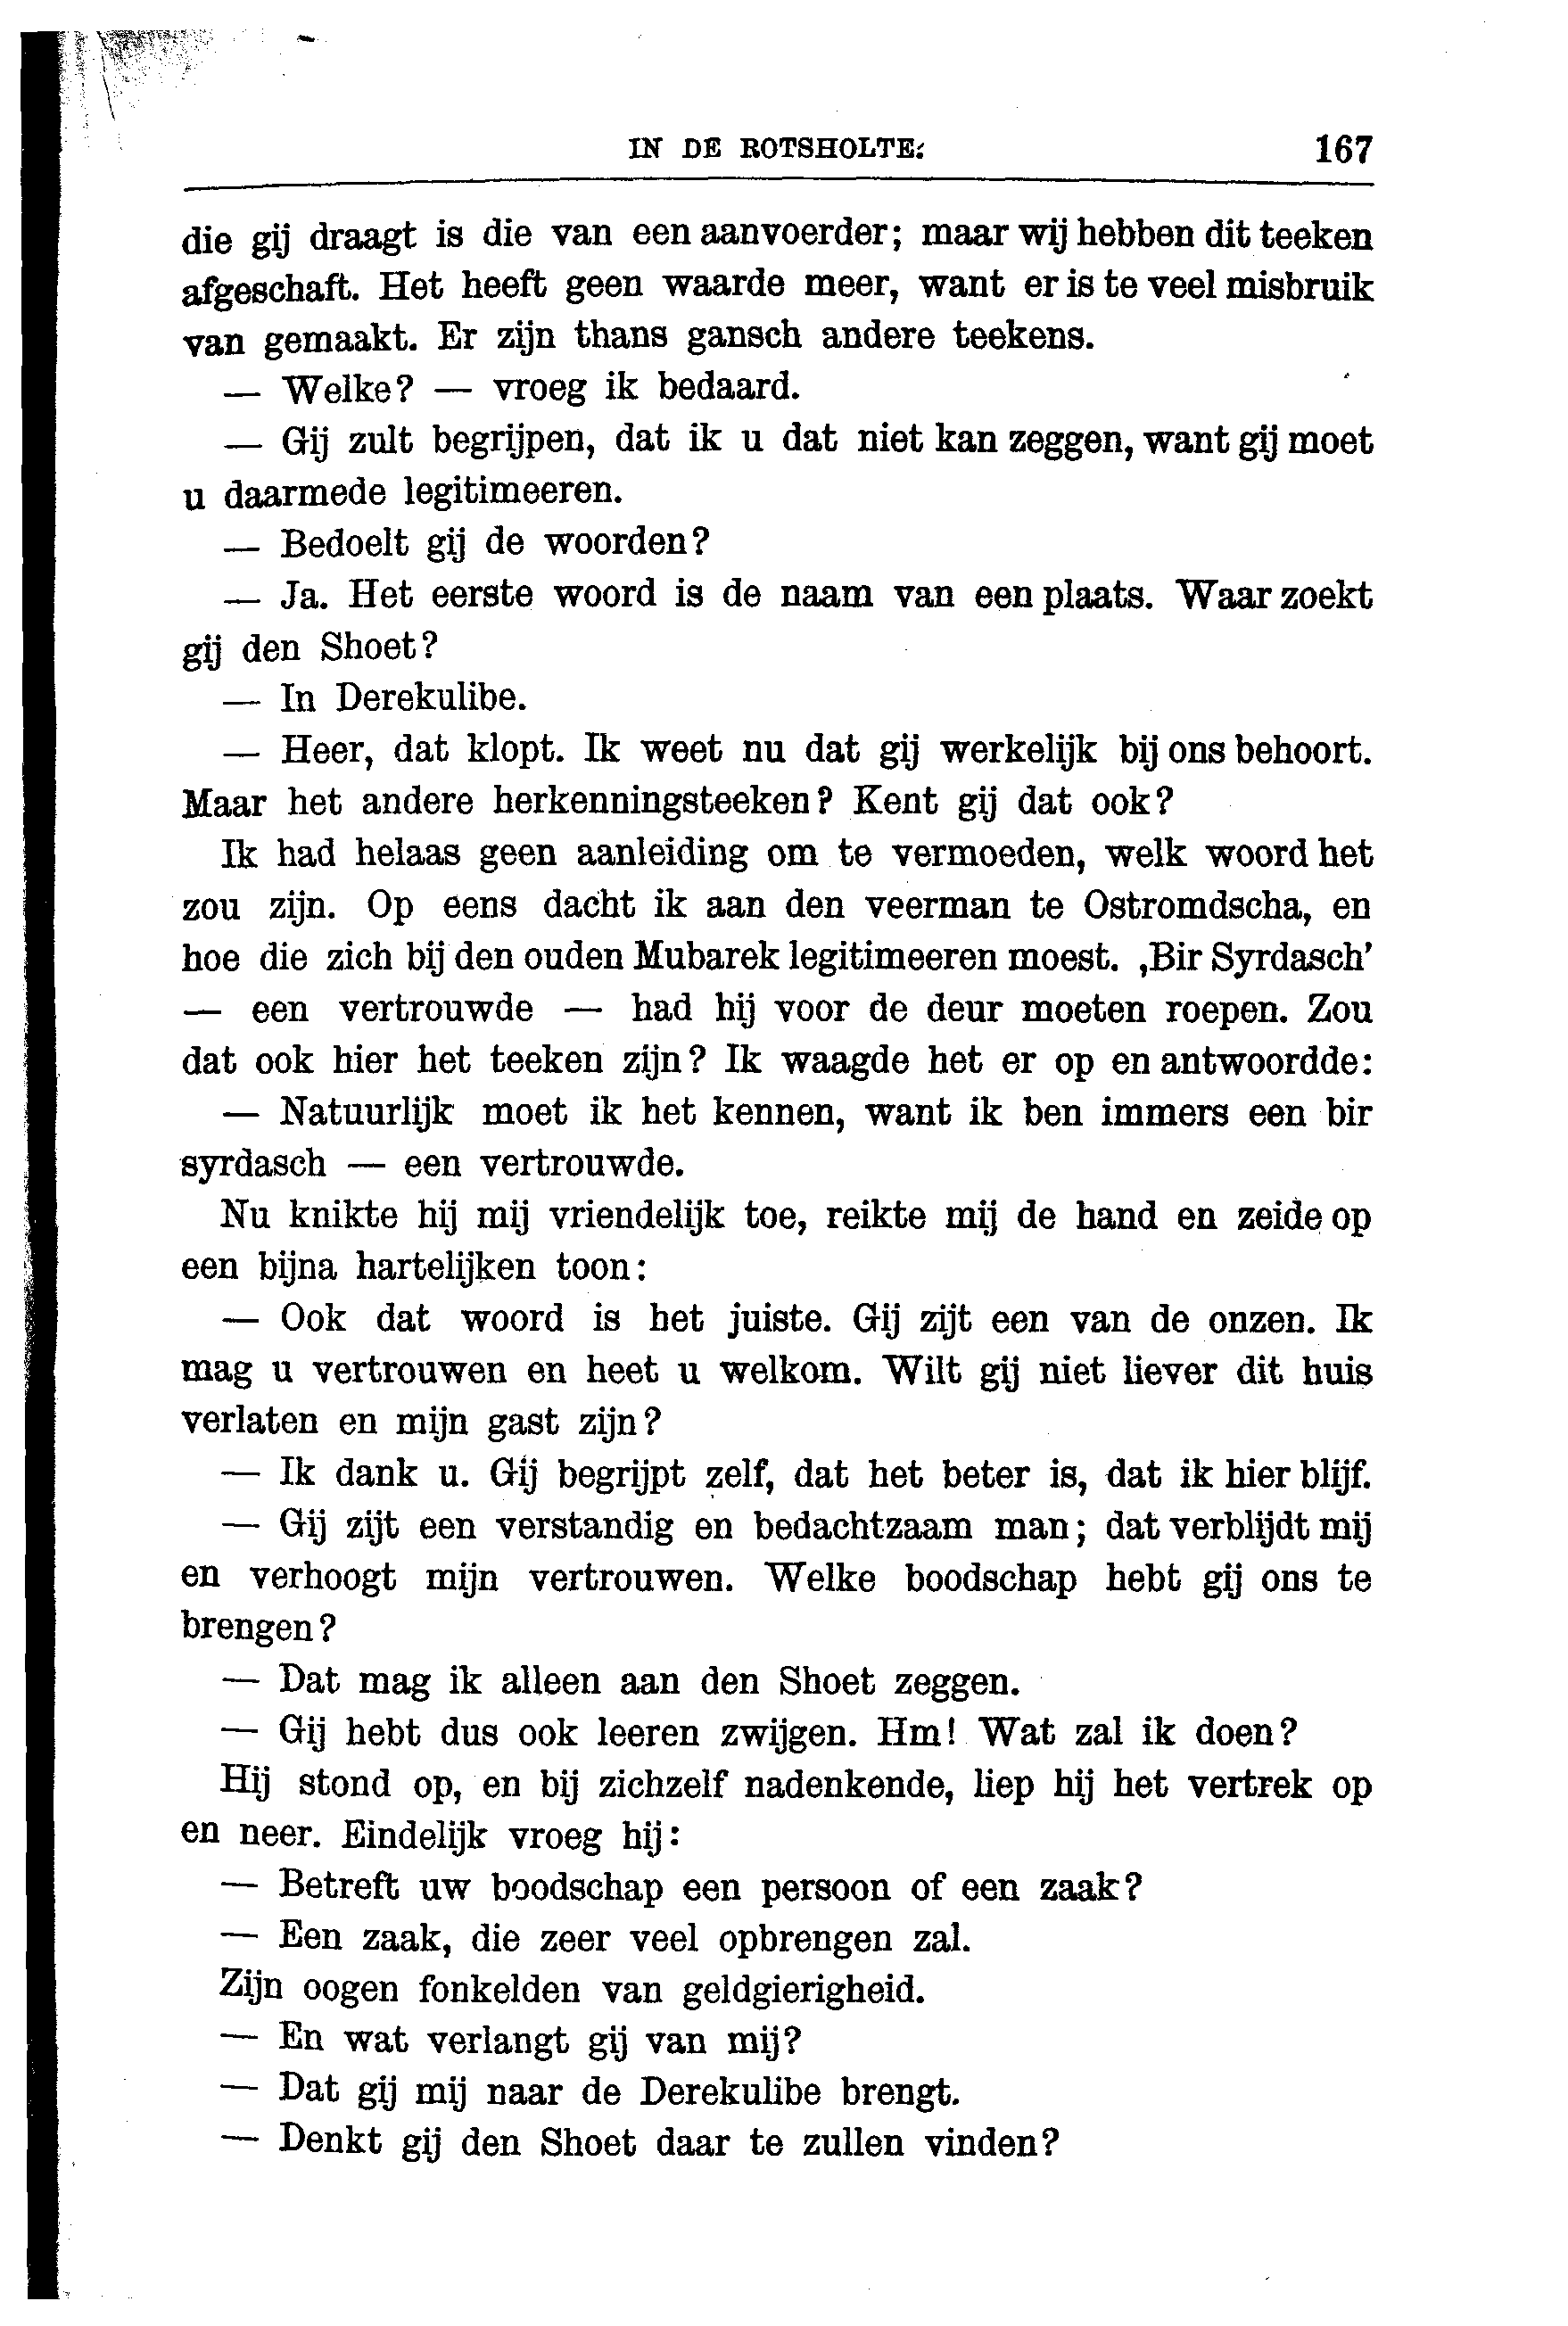 IN DE ROTSHOLTE. 167
die gij draagt is die van een aanvoerder; maar wij hebben dit teeken
afgeschaft. Het heeft geen waarde meer, want er is te veel misbruik
van gemaakt. Er zijn thans gansch andere teekens.
— Welke? — vroeg ik bedaard.
— Gij zult begrijpen, dat ik u dat niet kan zeggen, want gij moet
u daarmede legitimeeren.
— Bedoelt gij de woorden?
— Ja. Het eerste woord is de naam van een plaats. Waar zoekt
gij den Shoet?
— In Derekulibe.
— Heer, dat klopt. Ik weet nu dat gij werkelijk bij ons behoort.
Maar het andere herkenningsteeken? Kent gij dat ook?
Ik had helaas geen aanleiding om te vermoeden, welk woord het
zou zijn. Op eens dacht ik aan den veerman te Ostromdscha, en
hoe die zich bij den ouden Mubarek legitimeeren moest. ‚Bir Syrdasch’
— een vertrouwde — had hij voor de deur moeten roepen. Zou
dat ook hier het teeken zijn? Ik waagde het er op en antwoordde:
— Natuurlijk moet ik het kennen, want ik ben immers een bir
syrdasch — een vertrouwde.
Nu knikte hij mij vriendelijk toe, reikte mij de hand en zeide op
een bijna hartelijken toon:
— Ook dat woord is het juiste. Gij zijt een van de onzen. Ik
mag u vertrouwen en heet u welkom. Wilt gij niet liever dit huis
verlaten en mijn gast zijn?
— Ik dank u. Gij begrijpt zelf, dat het beter is, dat ik hier blijf.
— Gij zijt een verstandig en bedachtzaam man; dat verblijdt mij
en verhoogt mijn vertrouwen. Welke boodschap hebt gij ons te
brengen?
— Dat mag ik alleen aan den Shoet zeggen.
— Gij hebt dus ook leeren zwijgen. Hm! Wat zal ik doen?
Hij stond op, en bij zichzelf nadenkende, liep hij het vertrek op
en neer. Eindelijk vroeg hij:
— Betreft uw boodschap een persoon of een zaak?
— Een zaak, die zeer veel opbrengen zal.
Zijn oogen fonkelden van geldgierigheid.
— En wat verlangt gij van mij?
— Dat gij mij naar de Derekulibe brengt.
— Denkt gij den Shoet daar te zullen vinden?